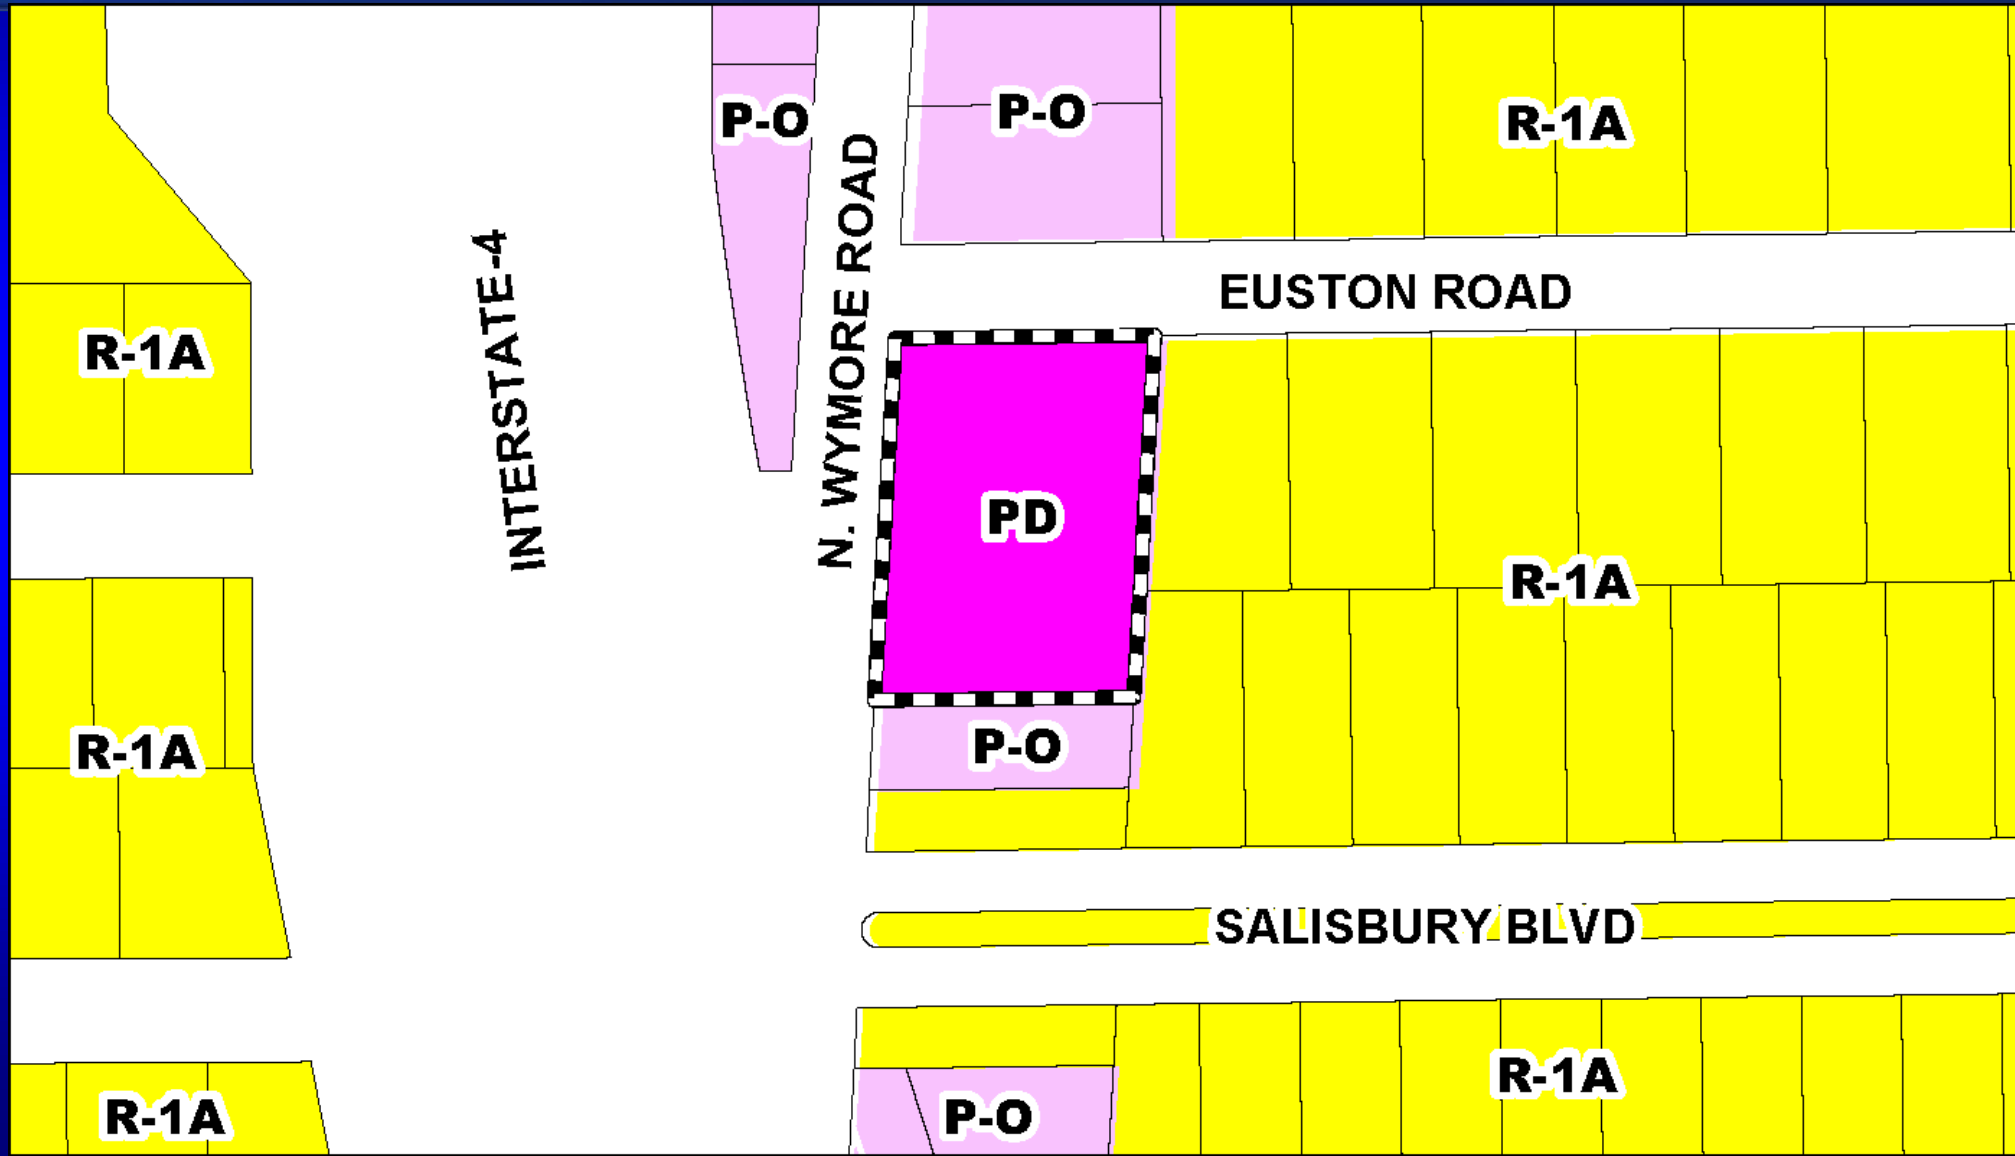 P-O
P-O
R-1A
N. WYMORE ROAD
INTERSTATE-4
EUSTON ROAD
R-1A
PD
R-1A
R-1A
P-O
SALISBURY BLVD
R-1A
P-O
R-1A